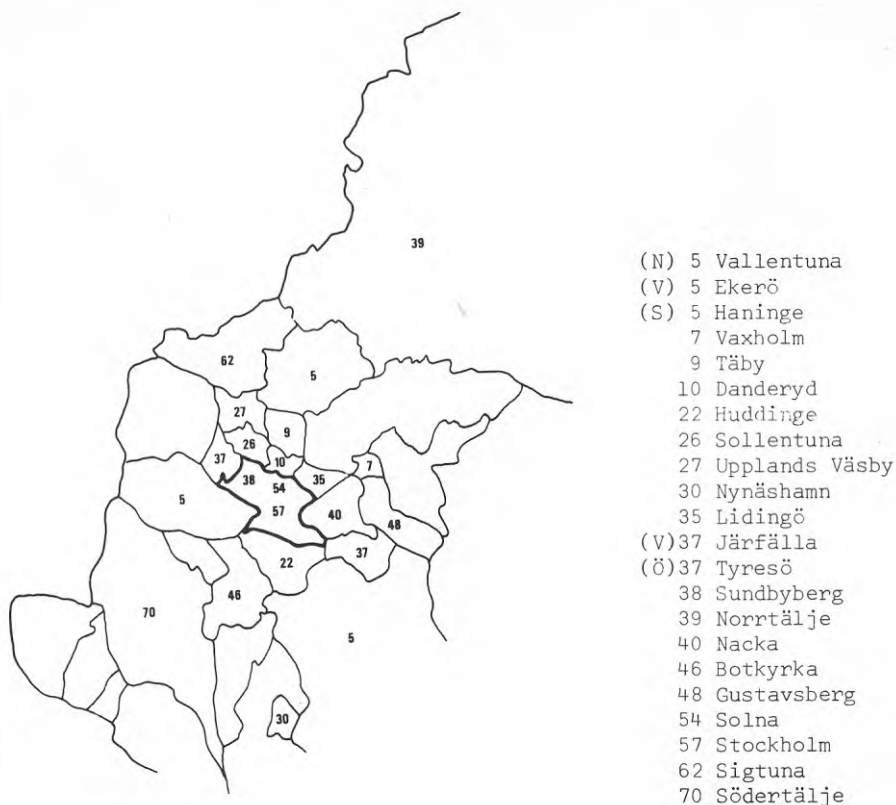 39
62
5
27
9
26
10
37
38
54
35
7
5
57
40
48
22
37
46
70
5
30
(N) 5 Vallentuna
(V) 5 Ekerö
(S) 5 Haninge
7 Vaxholm
9 Täby
10 Danderyd
22 Huddinge
26 Sollentuna
27 Upplands Väsby
30 Nynäshamn
35 Lidingö
(V)37 Järfälla
(Ö)37 Tyresö
38 Sundbyberg
39 Norrtälje
40 Nacka
46 Botkyrka
48 Gustavsberg
54 Solna
57 Stockholm
62 Sigtuna
70 Södertälje